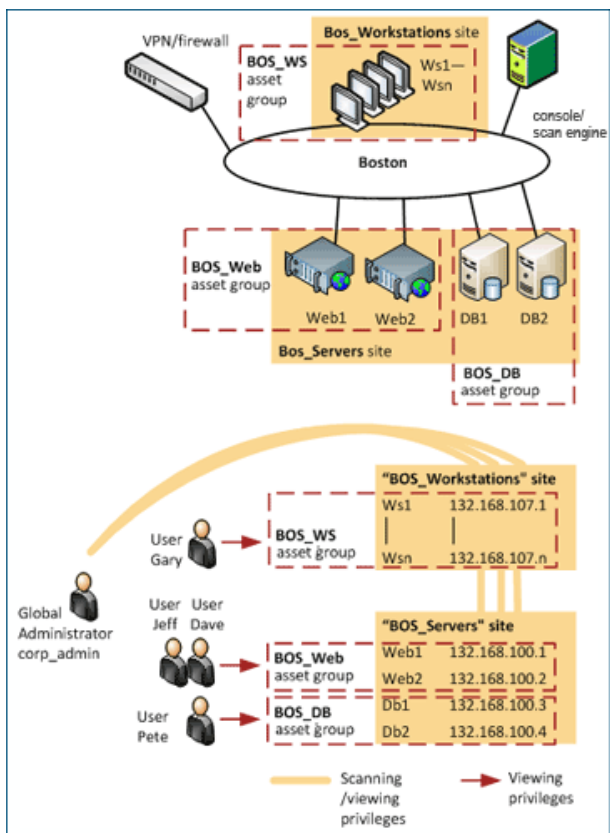 VPN/firewall
Bos_Workstations site
BOS_WS
asset
group
Ws1—
Wsn
console/
scan engine
Boston
BOS_Web
asset group
Web1
Web2
DB1
DB2
Bos_Servers site
BOS_DB
asset group
“BOS_Workstations" site
Ws1 132.168.107.1
Wsn 132.168.107.n
BOS_WS
asset group
User
Gary
Global
Administrator
corp_admin
User User
Jeff Dave
“BOS_Servers” site
BOS_Web
asset group
Web1 132.168.100.1
Web2 132.168.100.2
User
Pete
BOS_DB
asset group
Db1 132.168.100.3
Db2 132.168.100.4
Scanning
/viewing
privileges
Viewing
privileges